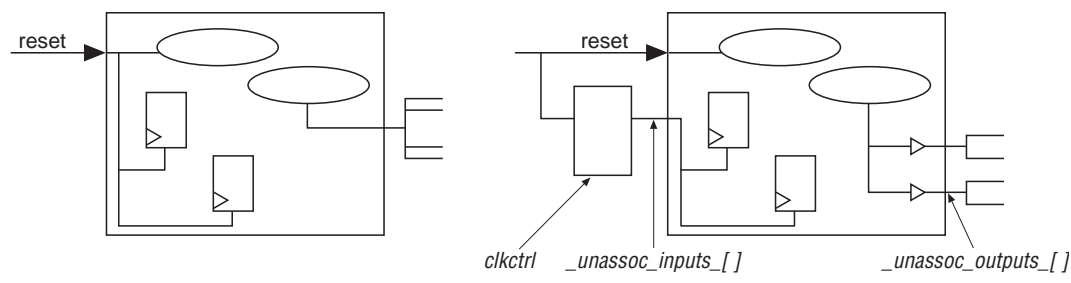 reset
reset
clkctrl
_unassoc_inputs_[ ]
_unassoc_outputs_[ ]